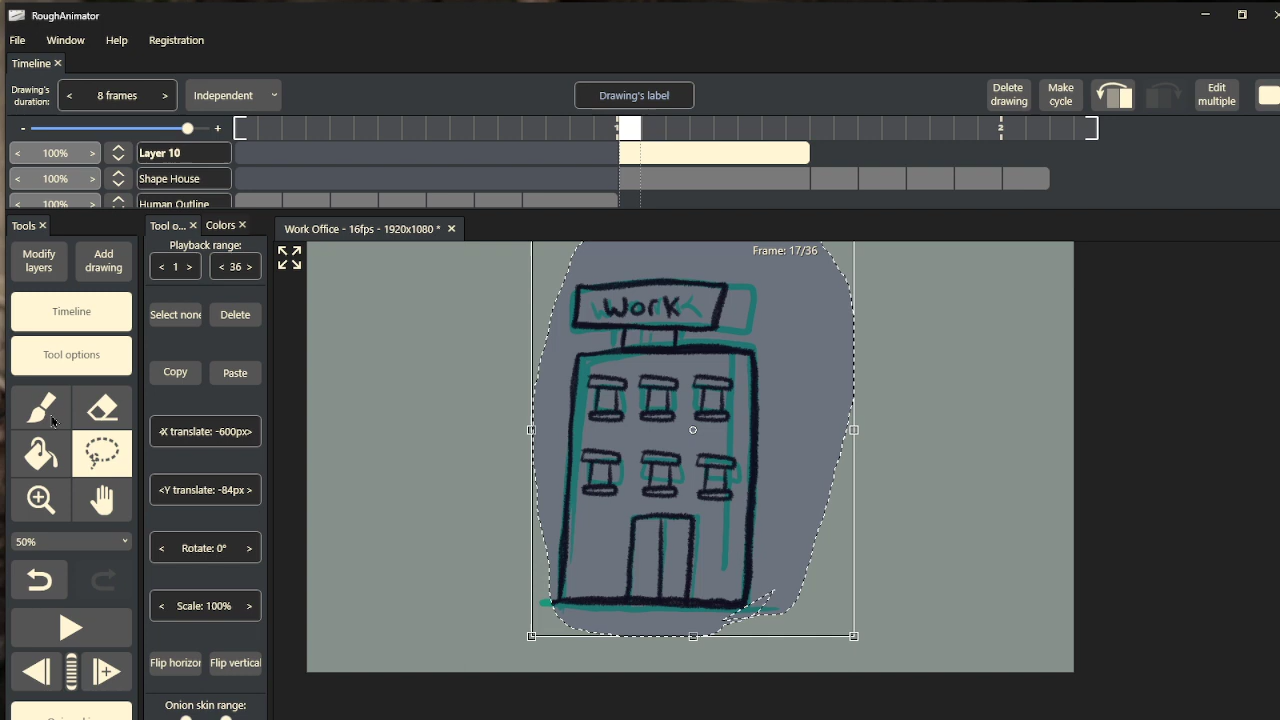 RoughAnimator
File Window Help Registration
Timeline
Drawing's duration: < 8 frames > Independent Drawing's label Delete drawing Make cycle Edit multiple
- + 1 2
< 100% > Layer 10
< 100% > Shape House
< 100% > Human Outline
Tools Tool o... Colors Work Office - 16fps - 1920x1080 *
Modify layers Add drawing Playback range: Frame: 17/36
< 1 > < 36 >
Timeline Select none Delete
Tool options Copy Paste
Work
<X translate: -600px>
<Y translate: -84px>
50% < Rotate: 0° >
< Scale: 100% >
Flip horizor Flip vertical
Onion skin range: